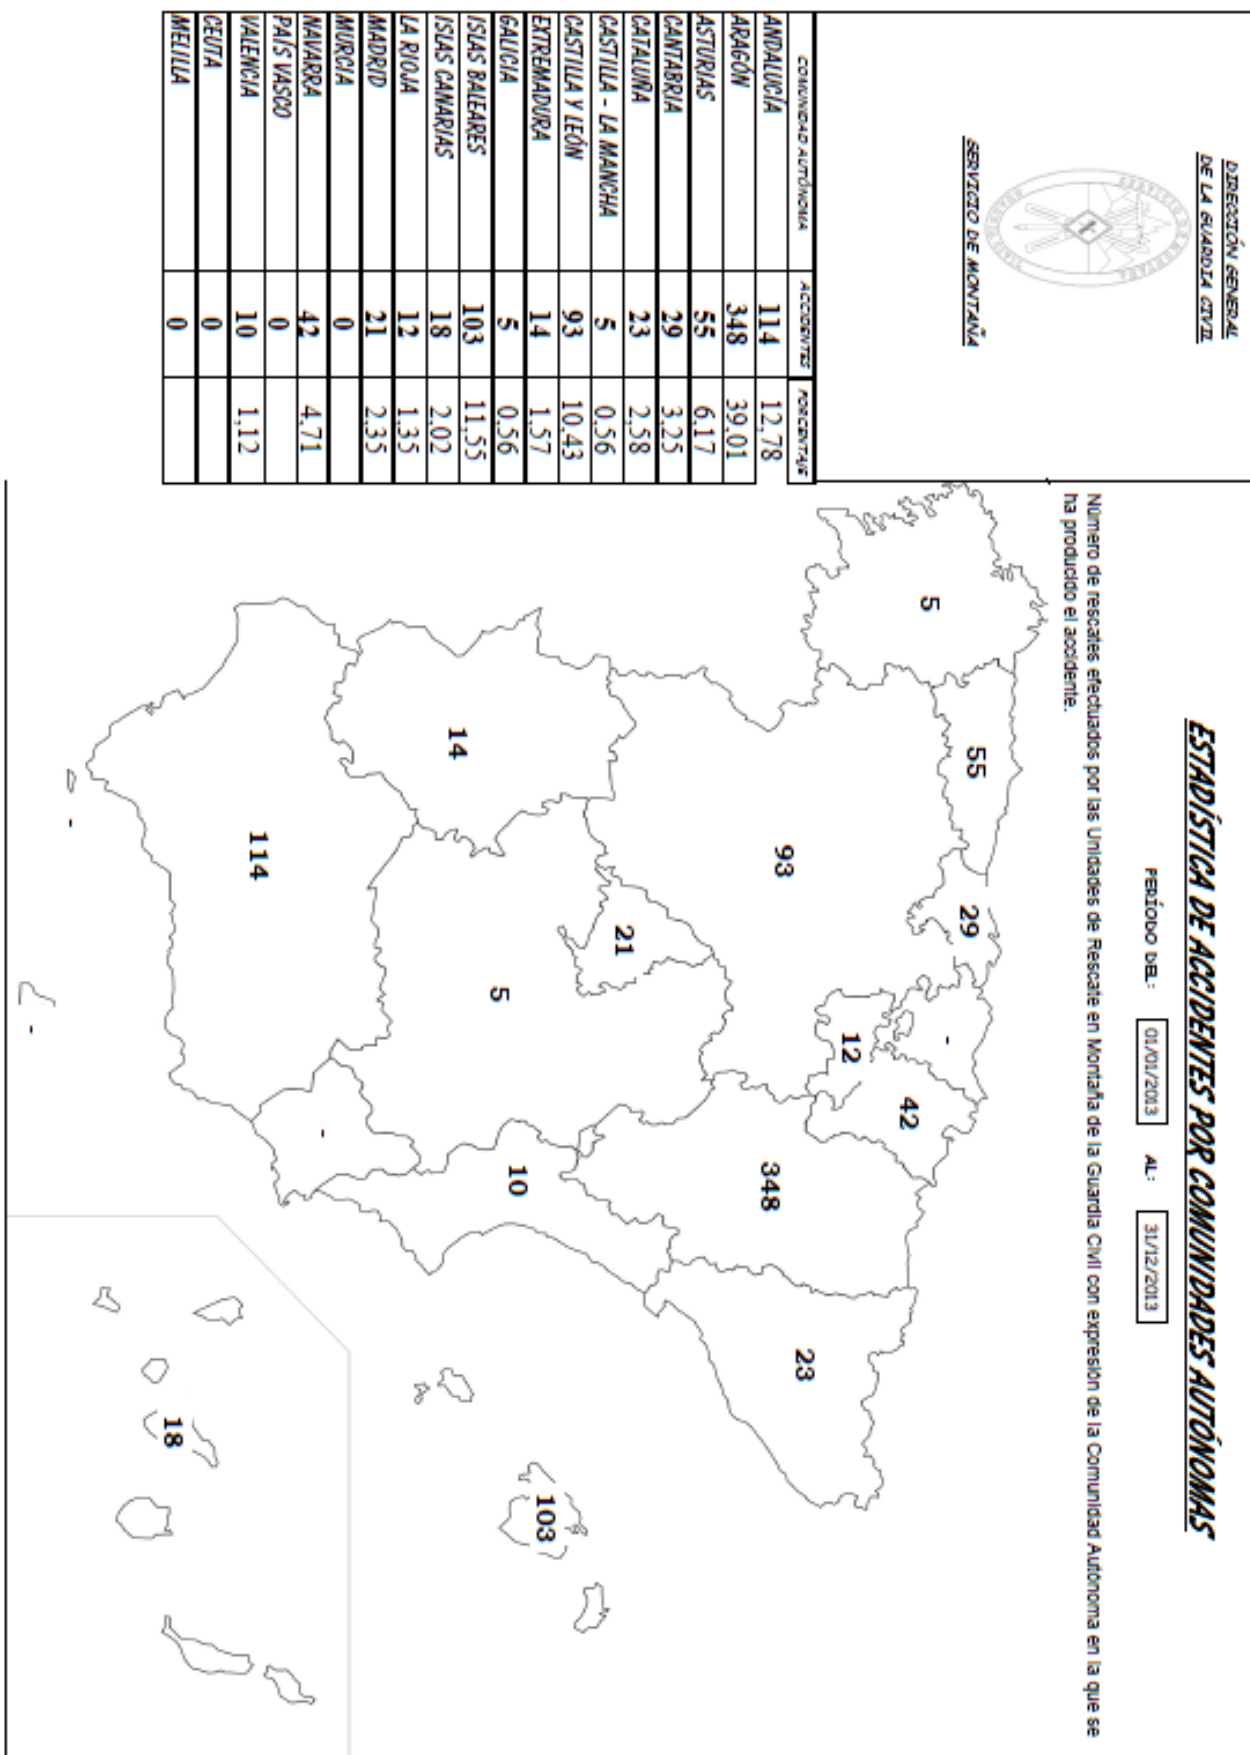 DIRECCIÓN GENERAL
DE LA GUARDIA CIVIL
SERVICIO DE MONTAÑA
ESTADÍSTICA DE ACCIDENTES POR COMUNIDADES AUTÓNOMAS
PERÍODO DEL: 01/01/2013 AL: 31/12/2013
Número de rescates efectuados por las Unidades de Rescate en Montaña de la Guardia Civil con expresión de la Comunidad Autónoma en la que se
ha producido el accidente.
COMUNIDAD AUTÓNOMA ACCIDENTES PORCENTAJE
ANDALUCÍA 114 12,78
ARAGÓN 348 39,01
ASTURIAS 55 6,17
CANTABRIA 29 3,25
CATALUÑA 23 2,58
CASTILLA - LA MANCHA 5 0,56
CASTILLA Y LEÓN 93 10,43
EXTREMADURA 14 1,57
GALICIA 5 0,56
ISLAS BALEARES 103 11,55
ISLAS CANARIAS 18 2,02
LA RIOJA 12 1,35
MADRID 21 2,35
MURCIA 0
NAVARRA 42 4,71
PAÍS VASCO 0
VALENCIA 10 1,12
CEUTA 0
MELILLA 0
5
55
29
-
42
12
93
348
23
21
14
5
10
103
114
-
-
-
18